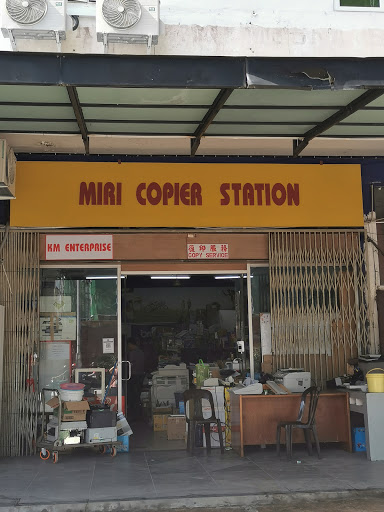 MIRI COPIER STATION
KM ENTERPRISE
復印服務
COPY SERVICE